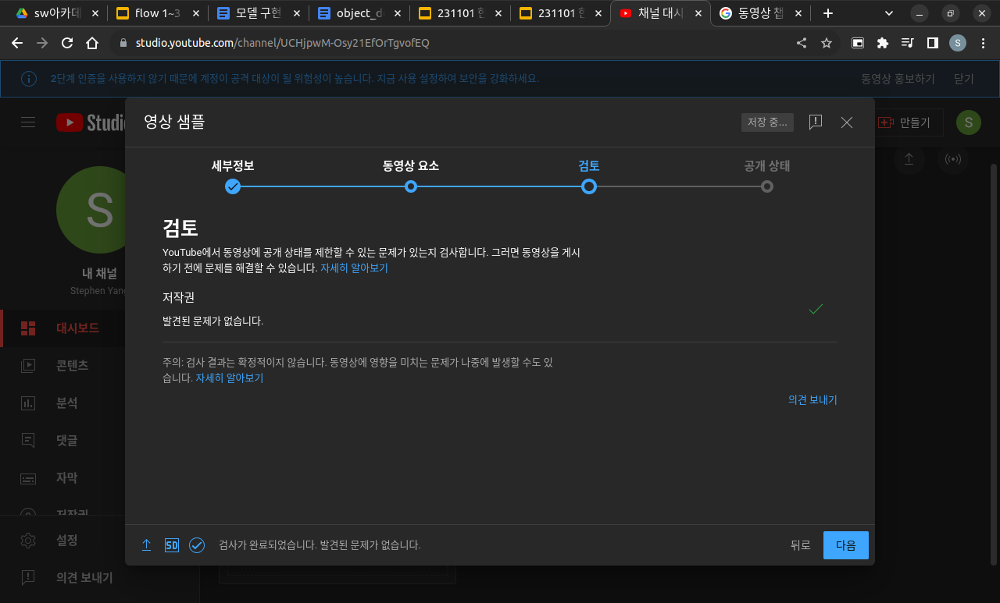 sw아카데
flow 1~3
모델 구현
object_d
231101 한
231101 한
채널 대시
동영상 챕
studio.youtube.com/channel/UCHjpwM-Osy21EfOrTgvofEQ
S
2단계 인증을 사용하지 않기 때문에 계정이 공격 대상이 될 위험성이 높습니다. 지금 사용 설정하여 보안을 강화하세요.
동영상 홍보하기
닫기
Studio
영상 샘플
저장 중...
만들기
S
세부정보
동영상 요소
검토
공개 상태
S
검토
YouTube에서 동영상에 공개 상태를 제한할 수 있는 문제가 있는지 검사합니다. 그러면 동영상을 게시
하기 전에 문제를 해결할 수 있습니다. 자세히 알아보기
내 채널
Stephen Yang
저작권
발견된 문제가 없습니다.
대시보드
콘텐츠
주의: 검사 결과는 확정적이지 않습니다. 동영상에 영향을 미치는 문제가 나중에 발생할 수도 있
습니다. 자세히 알아보기
의견 보내기
분석
댓글
자막
저작권
설정
SD
검사가 완료되었습니다. 발견된 문제가 없습니다.
뒤로
다음
의견 보내기